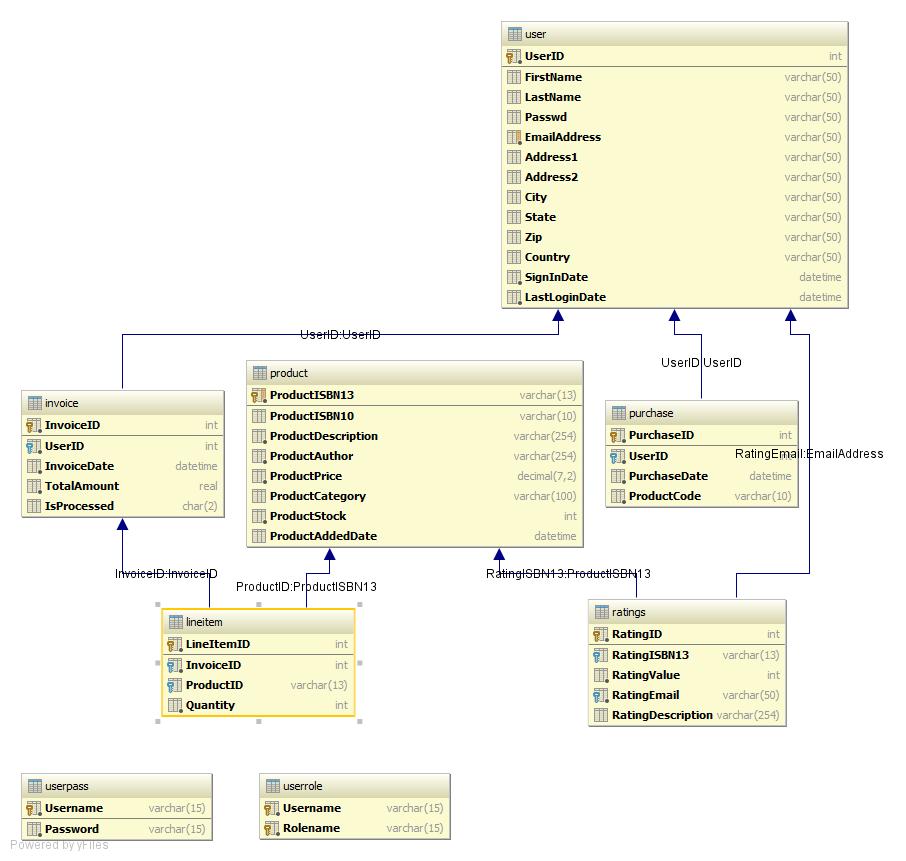 user
UserID int
FirstName varchar(50)
LastName varchar(50)
Passwd varchar(50)
EmailAddress varchar(50)
Address1 varchar(50)
Address2 varchar(50)
City varchar(50)
State varchar(50)
Zip varchar(50)
Country varchar(50)
SignInDate datetime
LastLoginDate datetime
UserID:UserID
UserID:UserID
product
ProductISBN13 varchar(13)
ProductISBN10 varchar(10)
ProductDescription varchar(254)
ProductAuthor varchar(254)
ProductPrice decimal(7,2)
ProductCategory varchar(100)
ProductStock int
ProductAddedDate datetime
invoice
InvoiceID int
UserID int
InvoiceDate datetime
TotalAmount real
IsProcessed char(2)
purchase
PurchaseID int
UserID int
PurchaseDate datetime
ProductCode varchar(10)
RatingEmail:EmailAddress
InvoiceID:InvoiceID
ProductID:ProductISBN13
RatingISBN13:ProductISBN13
lineitem
LineItemID int
InvoiceID int
ProductID varchar(13)
Quantity int
ratings
RatingID int
RatingISBN13 varchar(13)
RatingValue int
RatingEmail varchar(50)
RatingDescription varchar(254)
userpass
Username varchar(15)
Password varchar(15)
userrole
Username varchar(15)
Rolename varchar(15)
Powered by yFiles